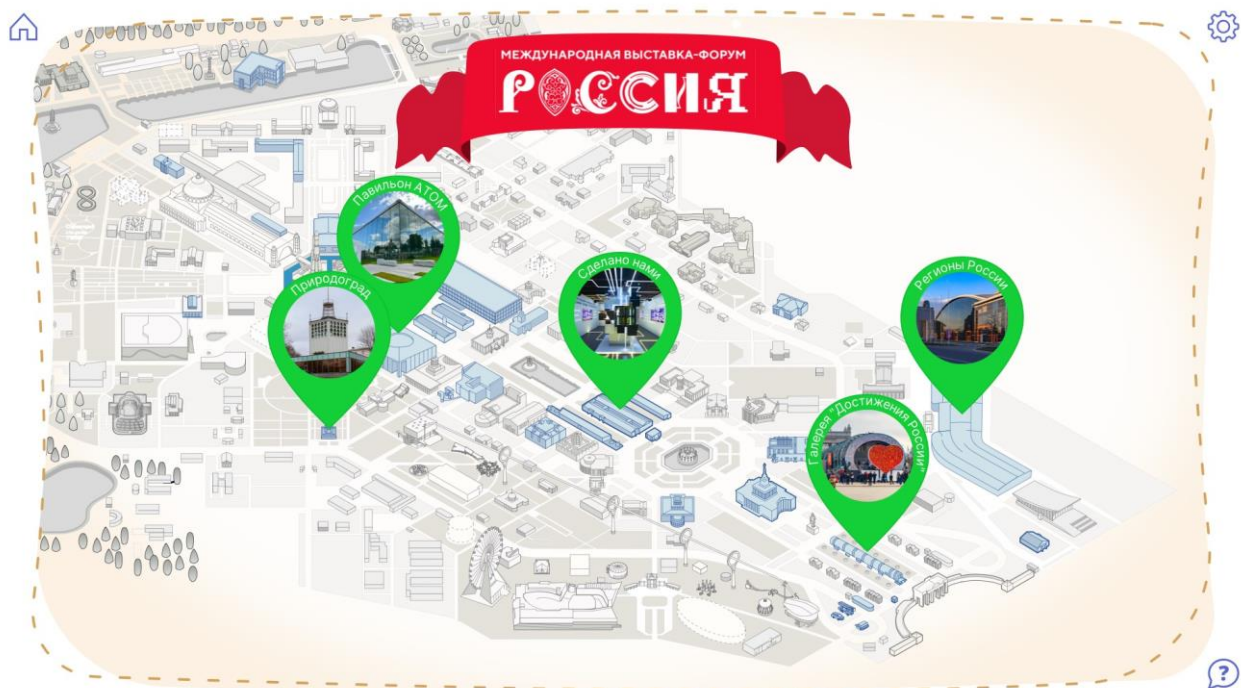 МЕЖДУНАРОДНАЯ ВЫСТАВКА-ФОРУМ
РОССИЯ
Павильон АТОМ
Природоград
Сделано нами
Регионы России
Галерея "Достижения России"
?